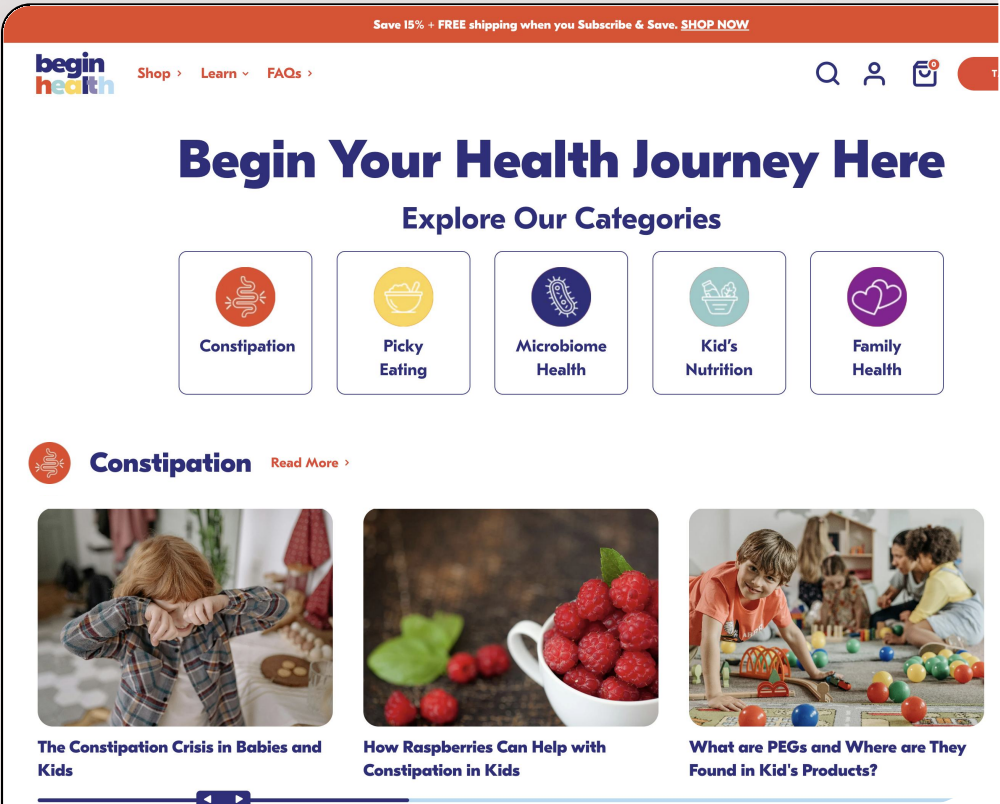 Save 15% + FREE shipping when you Subscribe & Save. SHOP NOW
begin
health
Shop
Learn
FAQs
0
Begin Your Health Journey Here
Explore Our Categories
Constipation
Picky
Eating
Microbiome
Health
Kid's
Nutrition
Family
Health
Constipation
Read More
The Constipation Crisis in Babies and
Kids
How Raspberries Can Help with
Constipation in Kids
What are PEGs and Where are They
Found in Kid's Products?